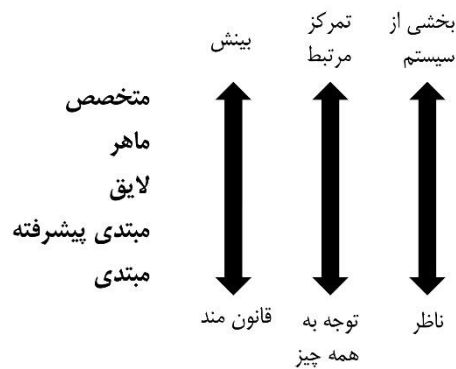 بخشی از
سیستم
تمرکز
مرتبط
بینش
متخصص
ماهر
لایق
مبتدی پیشرفته
مبتدی
ناظر
توجه به
همه چیز
قانون مند